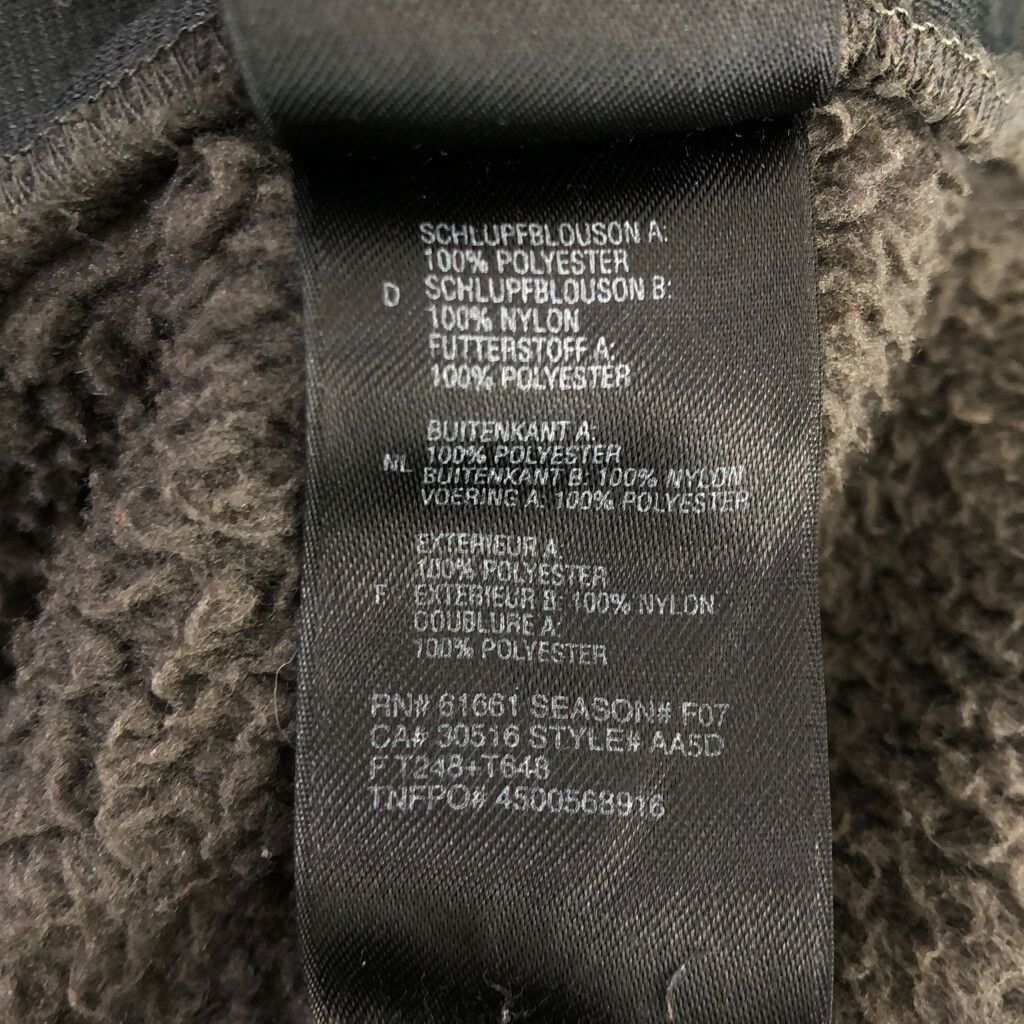 SCHLUPFBLOUSON A:
100% POLYESTER
D SCHLUPFBLOUSON B:
100% NYLON
FUTTERSTOFF A:
100% POLYESTER
BUITENKANT A:
NL 100% POLYESTER
BUITENKANT B: 100% NYLON
VOERING A: 100% POLYESTER
EXTERIEUR A:
100% POLYESTER
F EXTERIEUR B: 100% NYLON
DOUBLURE A:
100% POLYESTER
RN# 61661 SEASON# F07
CA# 30516 STYLE# AA5D
F T248+T648
TNFPO# 4500568916